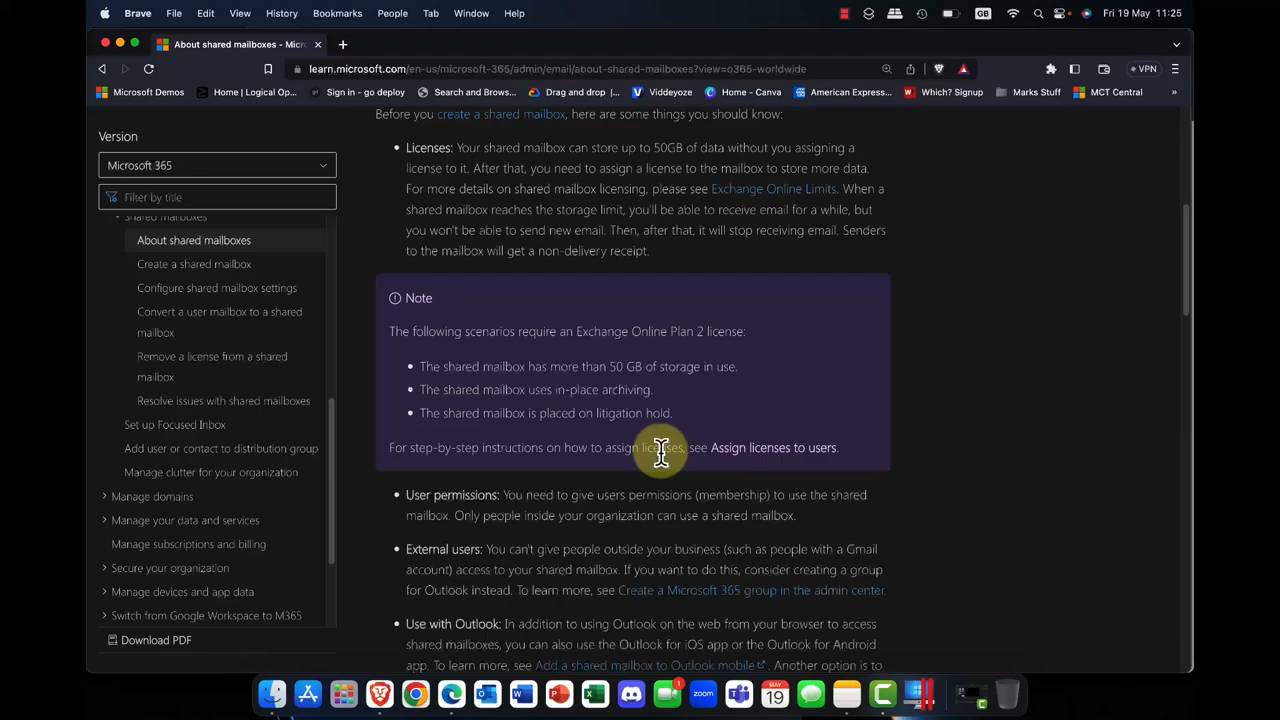 Brave File Edit View History Bookmarks People Tab Window Help GB Fri 19 May 11:25
About shared mailboxes - Micr
learn.microsoft.com/en-us/microsoft-365/admin/email/about-shared-mailboxes?view=o365-worldwide VPN
Microsoft Demos Home | Logical Op... Sign in - go deploy Search and Brows... Drag and drop | ... Viddeyoze Home - Canva American Express... Which? Signup Marks Stuff MCT Central »
Version
Microsoft 365
Filter by title
Shared mailboxes
About shared mailboxes
Create a shared mailbox
Configure shared mailbox settings
Convert a user mailbox to a shared
mailbox
Remove a license from a shared
mailbox
Resolve issues with shared mailboxes
Set up Focused Inbox
Add user or contact to distribution group
Manage clutter for your organization
Manage domains
Manage your data and services
Manage subscriptions and billing
Secure your organization
Manage devices and app data
Switch from Google Workspace to M365
Download PDF
Before you create a shared mailbox, here are some things you should know:
• Licenses: Your shared mailbox can store up to 50GB of data without you assigning a
license to it. After that, you need to assign a license to the mailbox to store more data.
For more details on shared mailbox licensing, please see Exchange Online Limits. When a
shared mailbox reaches the storage limit, you'll be able to receive email for a while, but
you won't be able to send new email. Then, after that, it will stop receiving email. Senders
to the mailbox will get a non-delivery receipt.
Note
The following scenarios require an Exchange Online Plan 2 license:
• The shared mailbox has more than 50 GB of storage in use.
• The shared mailbox uses in-place archiving.
• The shared mailbox is placed on litigation hold.
For step-by-step instructions on how to assign licenses, see Assign licenses to users.
• User permissions: You need to give users permissions (membership) to use the shared
mailbox. Only people inside your organization can use a shared mailbox.
• External users: You can't give people outside your business (such as people with a Gmail
account) access to your shared mailbox. If you want to do this, consider creating a group
for Outlook instead. To learn more, see Create a Microsoft 365 group in the admin center.
• Use with Outlook: In addition to using Outlook on the web from your browser to access
shared mailboxes, you can also use the Outlook for iOS app or the Outlook for Android
app. To learn more, see Add a shared mailbox to Outlook mobile. Another option is to
1
MAY
19
zoom